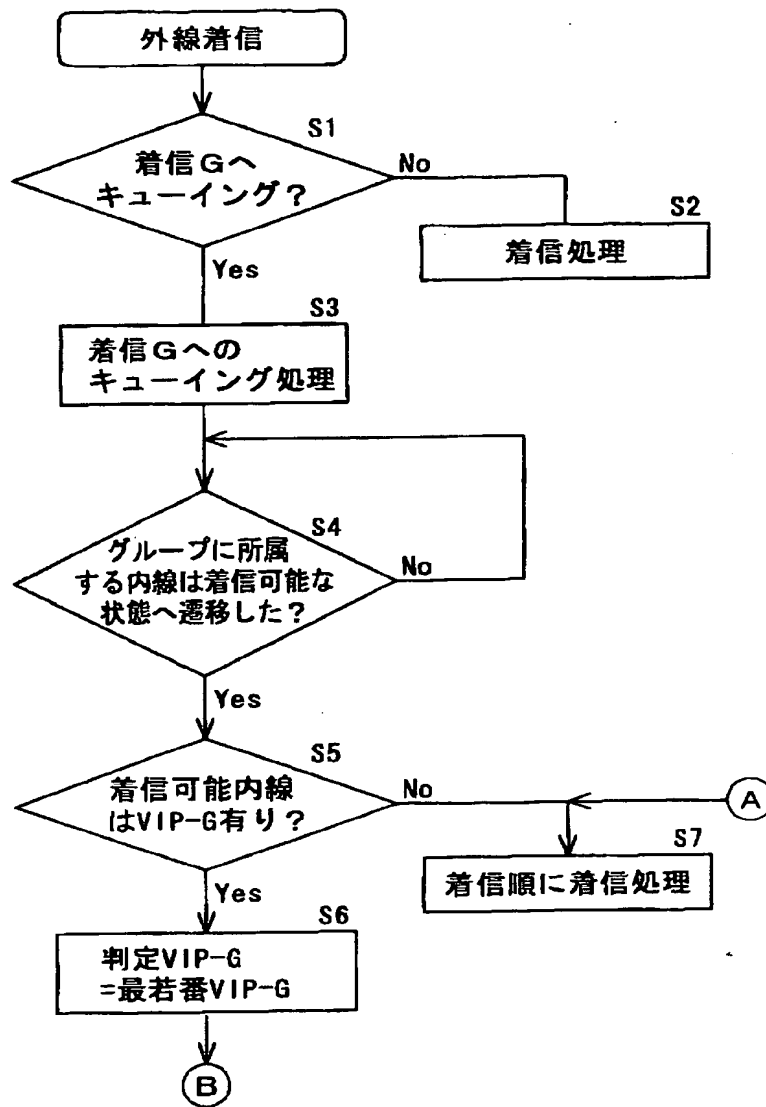 外線着信
S1
着信Gへ
キューイング？
No
S2
着信処理
Yes
S3
着信Gへの
キューイング処理
S4
グループに所属
する内線は着信可能な
状態へ遷移した？
No
Yes
S5
着信可能内線
はVIP-G有り？
No
A
S7
着信順に着信処理
Yes
S6
判定VIP-G
=最若番VIP-G
B